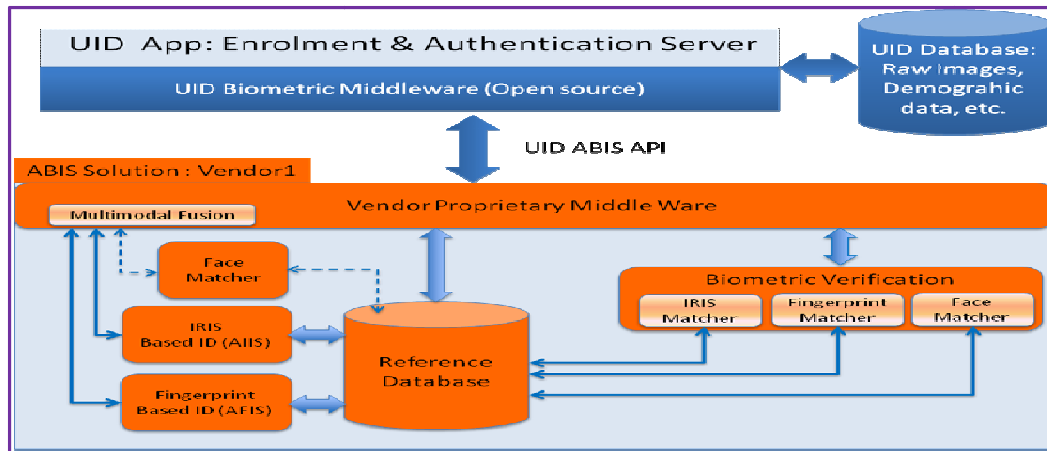 UID App: Enrolment & Authentication Server
UID Biometric Middleware (Open source)
UID Database:
Raw Images,
Demograhic
data, etc.
UID ABIS API
ABIS Solution : Vendor1
Vendor Proprietary Middle Ware
Multimodal Fusion
Face
Matcher
IRIS
Based ID (AIIS)
Fingerprint
Based ID (AFIS)
Reference
Database
Biometric Verification
IRIS
Matcher
Fingerprint
Matcher
Face
Matcher